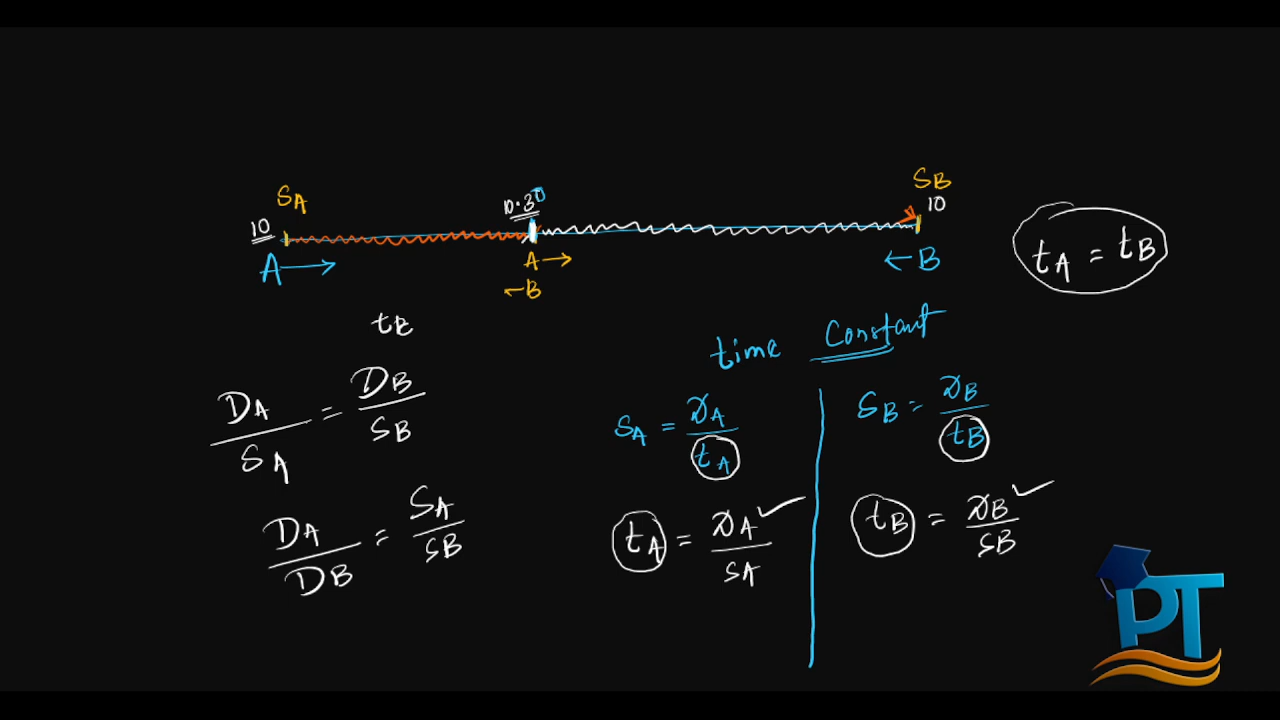 SA
10
A →
10.30
A →
← B
SB
10
← B
tA = tB
time Constant
DA/SA = DB/SB
DA/DB = SA/SB
SA = DA/tA
tA = DA/SA
SB = DB/tB
tB = DB/SB
PT